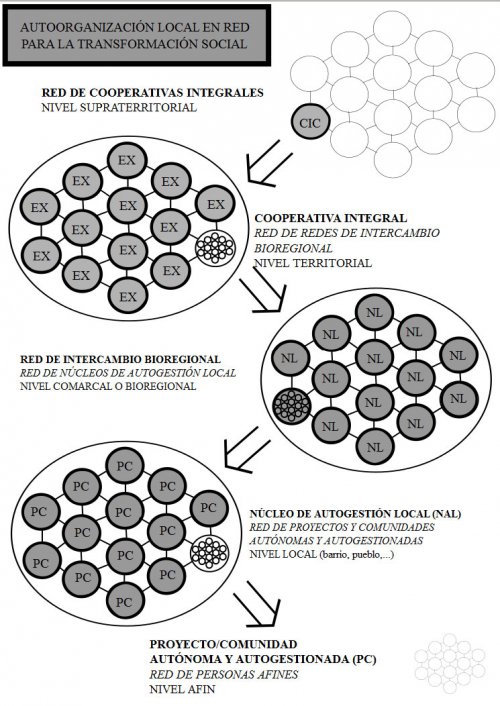 AUTOORGANIZACIÓN LOCAL EN RED
PARA LA TRANSFORMACIÓN SOCIAL
RED DE COOPERATIVAS INTEGRALES
NIVEL SUPRATERRITORIAL
CIC
EX
EX EX
EX EX EX
EX EX
EX EX
EX EX
EX
COOPERATIVA INTEGRAL
RED DE REDES DE INTERCAMBIO
BIOREGIONAL
NIVEL TERRITORIAL
RED DE INTERCAMBIO BIOREGIONAL
RED DE NÚCLEOS DE AUTOGESTIÓN LOCAL
NIVEL COMARCAL O BIOREGIONAL
NL
NL NL
NL NL NL
NL NL
NL NL
NL NL
NL
PC
PC PC
PC PC PC
PC PC
PC PC
PC PC
PC
NÚCLEO DE AUTOGESTIÓN LOCAL (NAL)
RED DE PROYECTOS Y COMUNIDADES
AUTÓNOMAS Y AUTOGESTIONADAS
NIVEL LOCAL (barrio, pueblo,...)
PROYECTO/COMUNIDAD
AUTÓNOMA Y AUTOGESTIONADA (PC)
RED DE PERSONAS AFINES
NIVEL AFIN